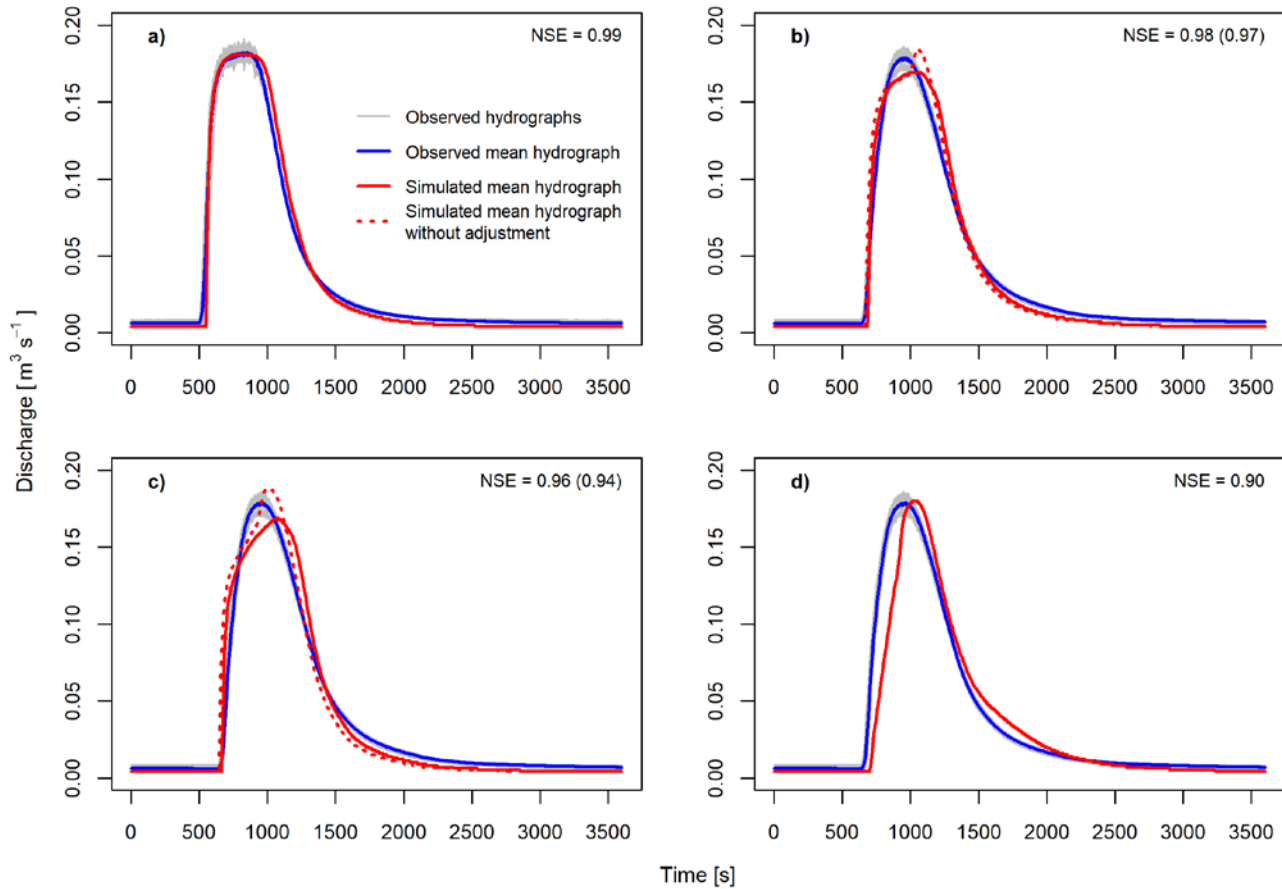 a)
NSE = 0.99
0.20
0.15
0.10
0.05
0.00
Observed hydrographs
Observed mean hydrograph
Simulated mean hydrograph
Simulated mean hydrograph
without adjustment
0 500 1000 1500 2000 2500 3000 3500
b)
NSE = 0.98 (0.97)
0.20
0.15
0.10
0.05
0.00
0 500 1000 1500 2000 2500 3000 3500
Discharge [ m³ s⁻¹ ]
c)
NSE = 0.96 (0.94)
0.20
0.15
0.10
0.05
0.00
0 500 1000 1500 2000 2500 3000 3500
d)
NSE = 0.90
0.20
0.15
0.10
0.05
0.00
0 500 1000 1500 2000 2500 3000 3500
Time [s]